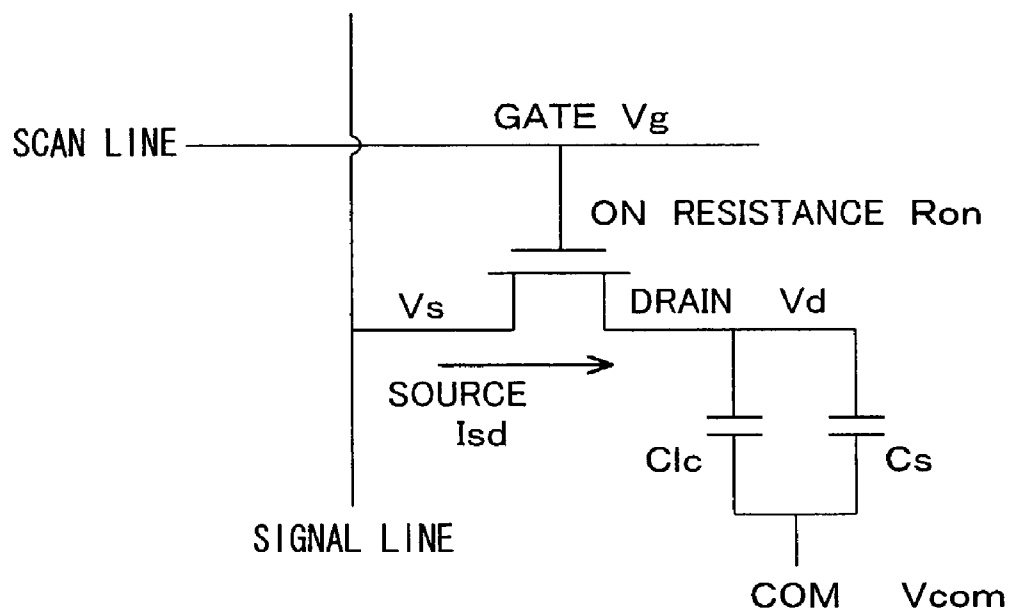 GATE Vg
SCAN LINE
ON RESISTANCE Ron
Vs
DRAIN Vd
SOURCE
Isd
Clc
Cs
SIGNAL LINE
COM Vcom